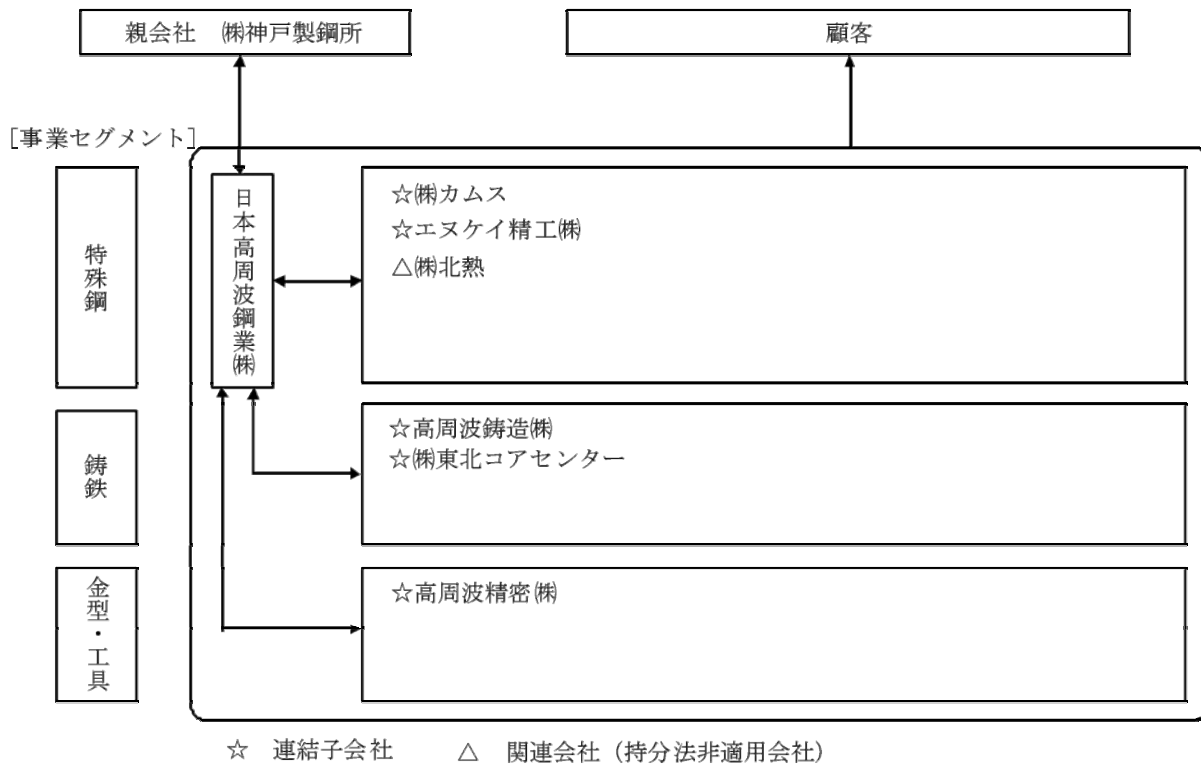 親会社　㈱神戸製鋼所
顧客
［事業セグメント］
特殊鋼
日本高周波鋼業㈱
☆㈱カムス
☆エヌケイ精工㈱
△㈱北熱
鋳鉄
☆高周波鋳造㈱
☆㈱東北コアセンター
金型・工具
☆高周波精密㈱
☆　連結子会社　　△　関連会社（持分法非適用会社）